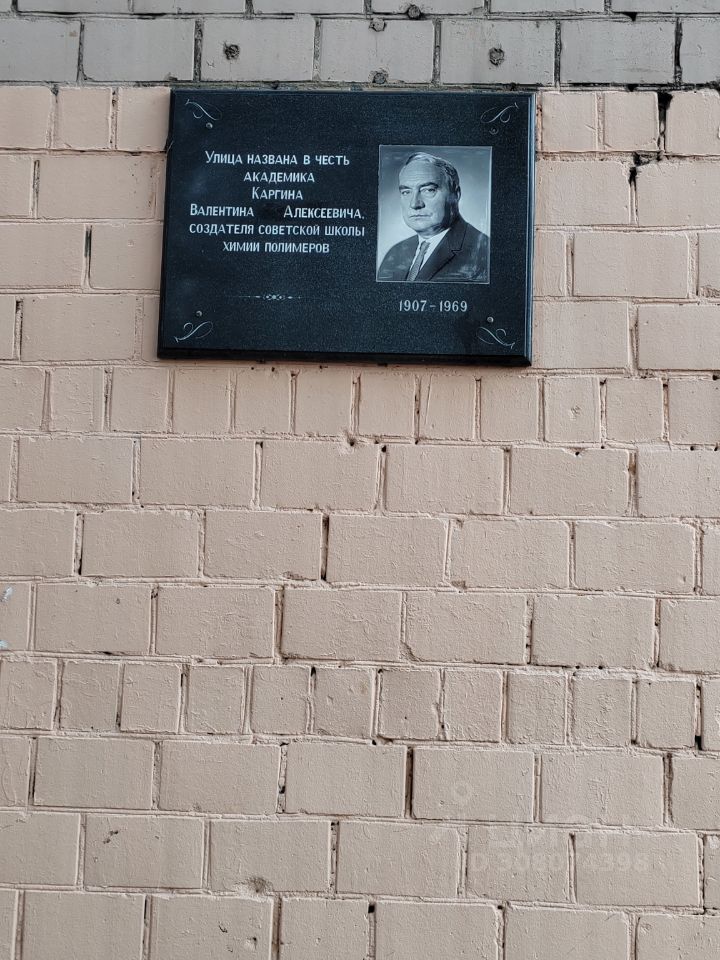 Улица названа в честь
академика
Каргина
Валентина Алексеевича,
создателя советской школы
химии полимеров
1907-1969